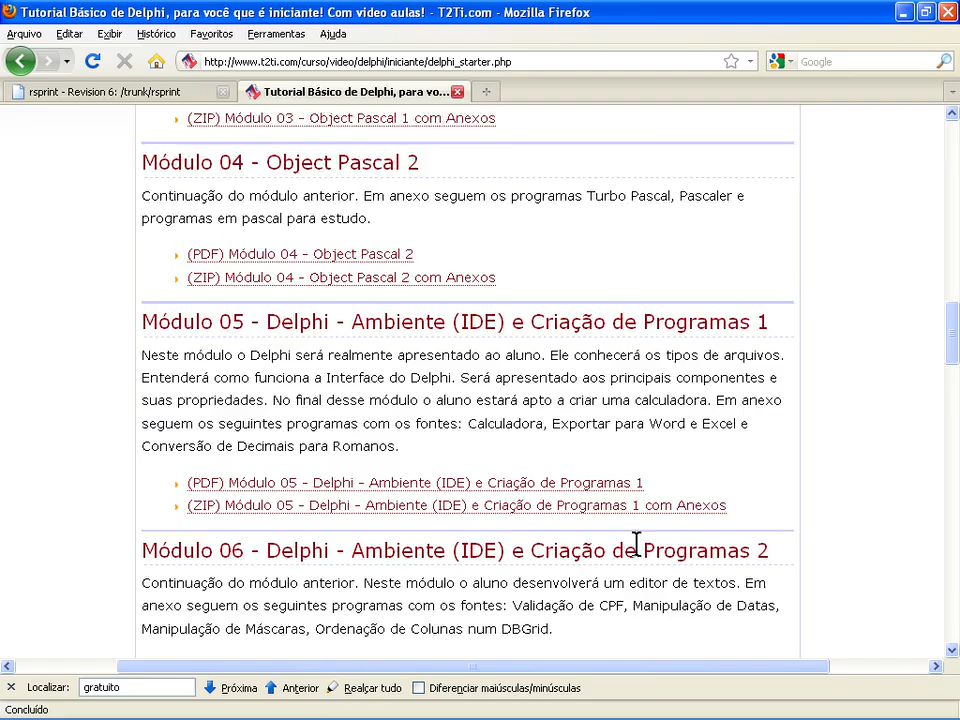 Tutorial Básico de Delphi, para você que é iniciante! Com video aulas! - T2Ti.com - Mozilla Firefox
Arquivo Editar Exibir Histórico Favoritos Ferramentas Ajuda
http://www.t2ti.com/curso/video/delphi/iniciante/delphi_starter.php
Google
rsprint - Revision 6: /trunk/rsprint
Tutorial Básico de Delphi, para vo...
(ZIP) Módulo 03 - Object Pascal 1 com Anexos
Módulo 04 - Object Pascal 2
Continuação do módulo anterior. Em anexo seguem os programas Turbo Pascal, Pascaler e
programas em pascal para estudo.
(PDF) Módulo 04 - Object Pascal 2
(ZIP) Módulo 04 - Object Pascal 2 com Anexos
Módulo 05 - Delphi - Ambiente (IDE) e Criação de Programas 1
Neste módulo o Delphi será realmente apresentado ao aluno. Ele conhecerá os tipos de arquivos.
Entenderá como funciona a Interface do Delphi. Será apresentado aos principais componentes e
suas propriedades. No final desse módulo o aluno estará apto a criar uma calculadora. Em anexo
seguem os seguintes programas com os fontes: Calculadora, Exportar para Word e Excel e
Conversão de Decimais para Romanos.
(PDF) Módulo 05 - Delphi - Ambiente (IDE) e Criação de Programas 1
(ZIP) Módulo 05 - Delphi - Ambiente (IDE) e Criação de Programas 1 com Anexos
Módulo 06 - Delphi - Ambiente (IDE) e Criação de Programas 2
Continuação do módulo anterior. Neste módulo o aluno desenvolverá um editor de textos. Em
anexo seguem os seguintes programas com os fontes: Validação de CPF, Manipulação de Datas,
Manipulação de Máscaras, Ordenação de Colunas num DBGrid.
Localizar: gratuito Próxima Anterior Realçar tudo Diferenciar maiúsculas/minúsculas
Concluído